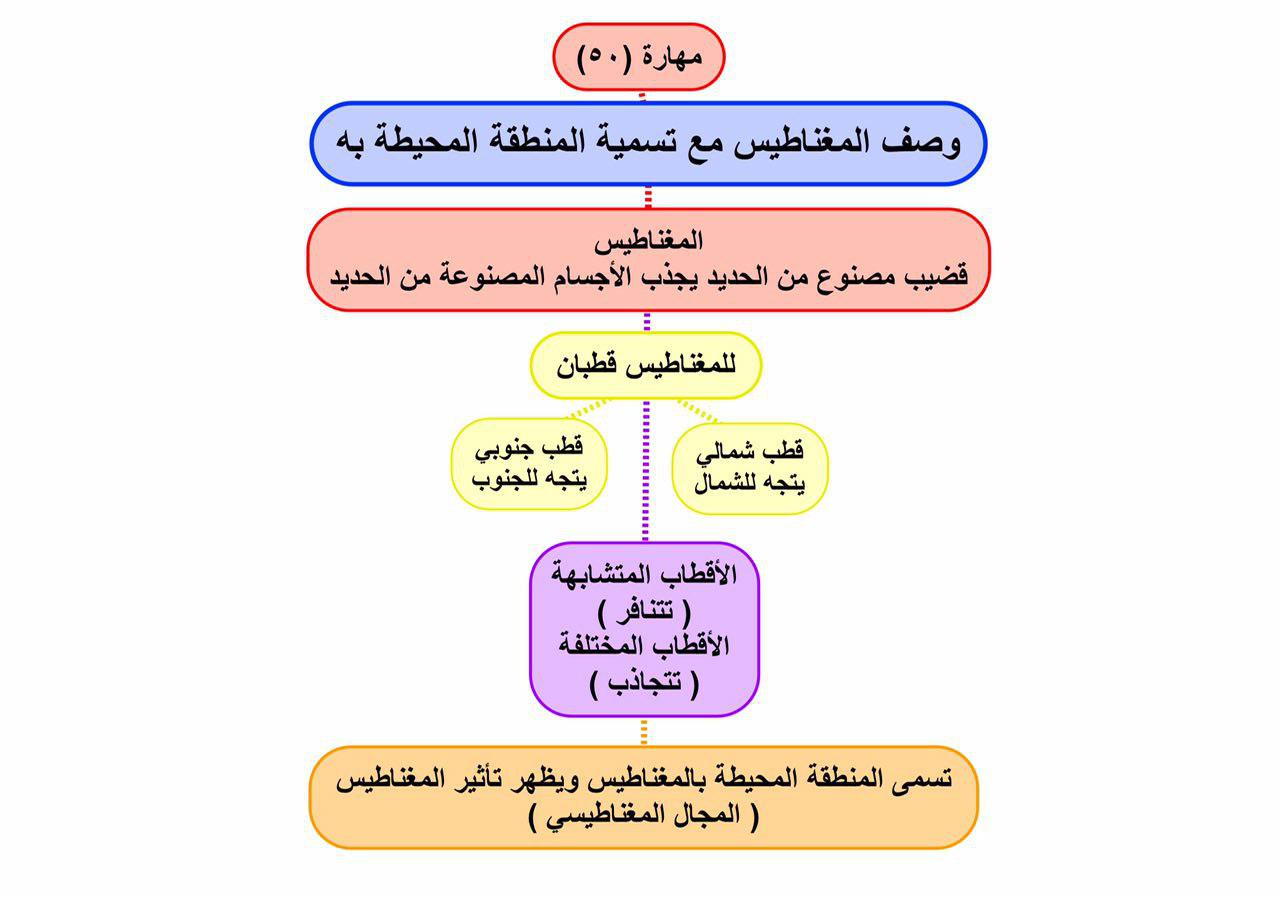 مهارة (٥٠)
وصف المغناطيس مع تسمية المنطقة المحيطة به
المغناطيس
قضيب مصنوع من الحديد يجذب الأجسام المصنوعة من الحديد
للمغناطيس قطبان
قطب شمالي
يتجه للشمال
قطب جنوبي
يتجه للجنوب
الأقطاب المتشابهة
( تتنافر )
الأقطاب المختلفة
( تتجاذب )
تسمى المنطقة المحيطة بالمغناطيس ويظهر تأثير المغناطيس
( المجال المغناطيسي )